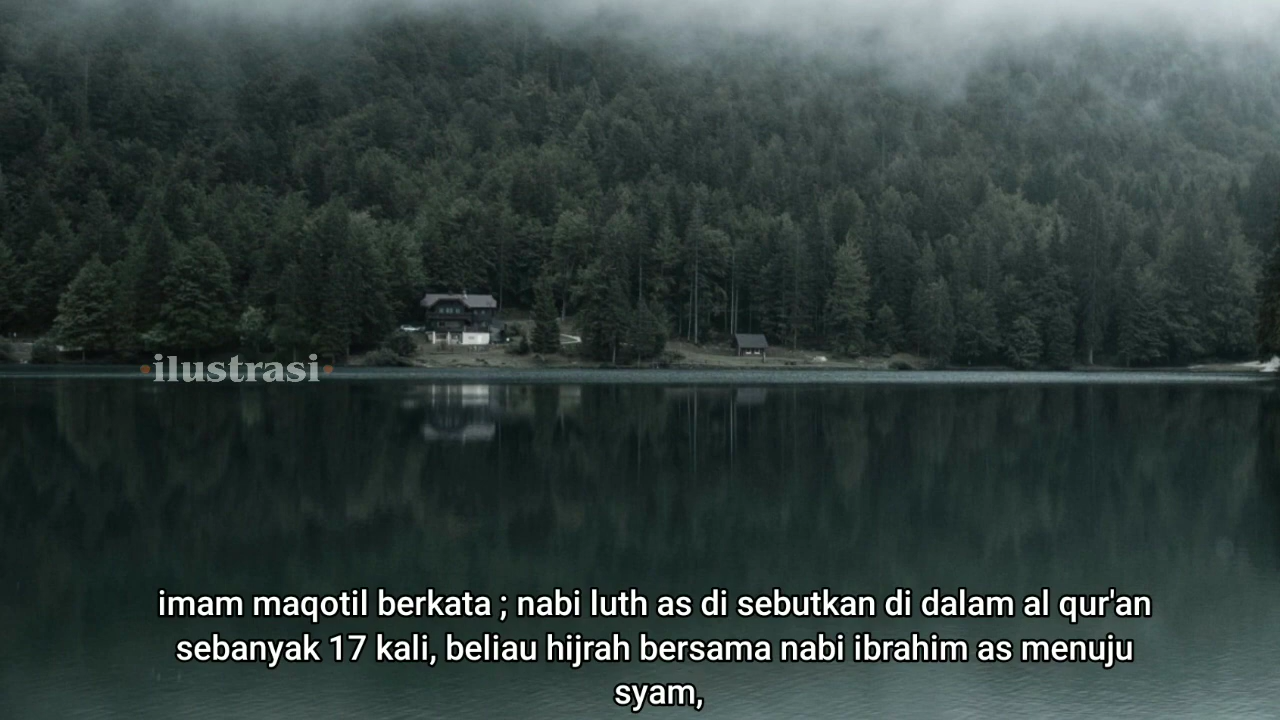 •ilustrasi•
imam maqotil berkata ; nabi luth as di sebutkan di dalam al qur'an
sebanyak 17 kali, beliau hijrah bersama nabi ibrahim as menuju
syam,